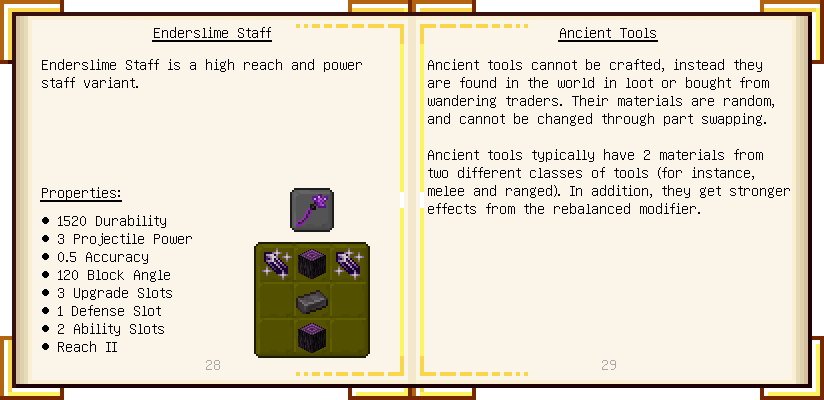 Enderslime Staff
Enderslime Staff is a high reach and power
staff variant.
Properties:
● 1520 Durability
● 3 Projectile Power
● 0.5 Accuracy
● 120 Block Angle
● 3 Upgrade Slots
● 1 Defense Slot
● 2 Ability Slots
● Reach II
28
Ancient Tools
Ancient tools cannot be crafted, instead they
are found in the world in loot or bought from
wandering traders. Their materials are random,
and cannot be changed through part swapping.
Ancient tools typically have 2 materials from
two different classes of tools (for instance,
melee and ranged). In addition, they get stronger
effects from the rebalanced modifier.
29